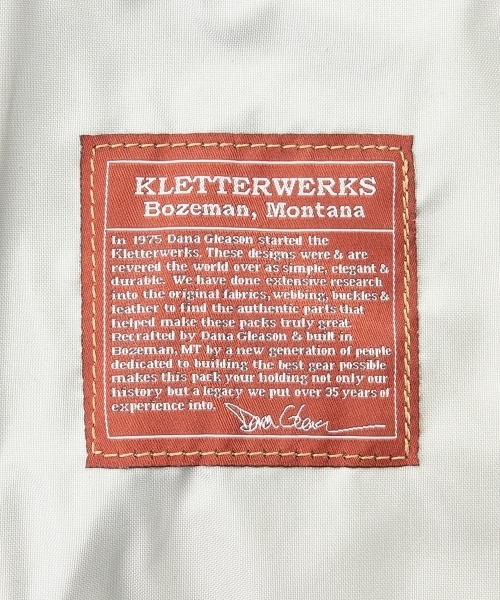 KLETTERWERKS
Bozeman, Montana
In 1975 Dana Gleason started the
Kletterwerks. These designs were & are
revered the world over as simple, elegant &
durable. We have done extensive research
into the original fabrics, webbing, buckles &
leather to find the authentic parts that
helped make these packs truly great.
Recrafted by Dana Gleason & built in
Bozeman, MT by a new generation of people
dedicated to building the best gear possible
makes this pack your holding not only our
history but a legacy we put over 35 years of
experience into.
Dana Gleason